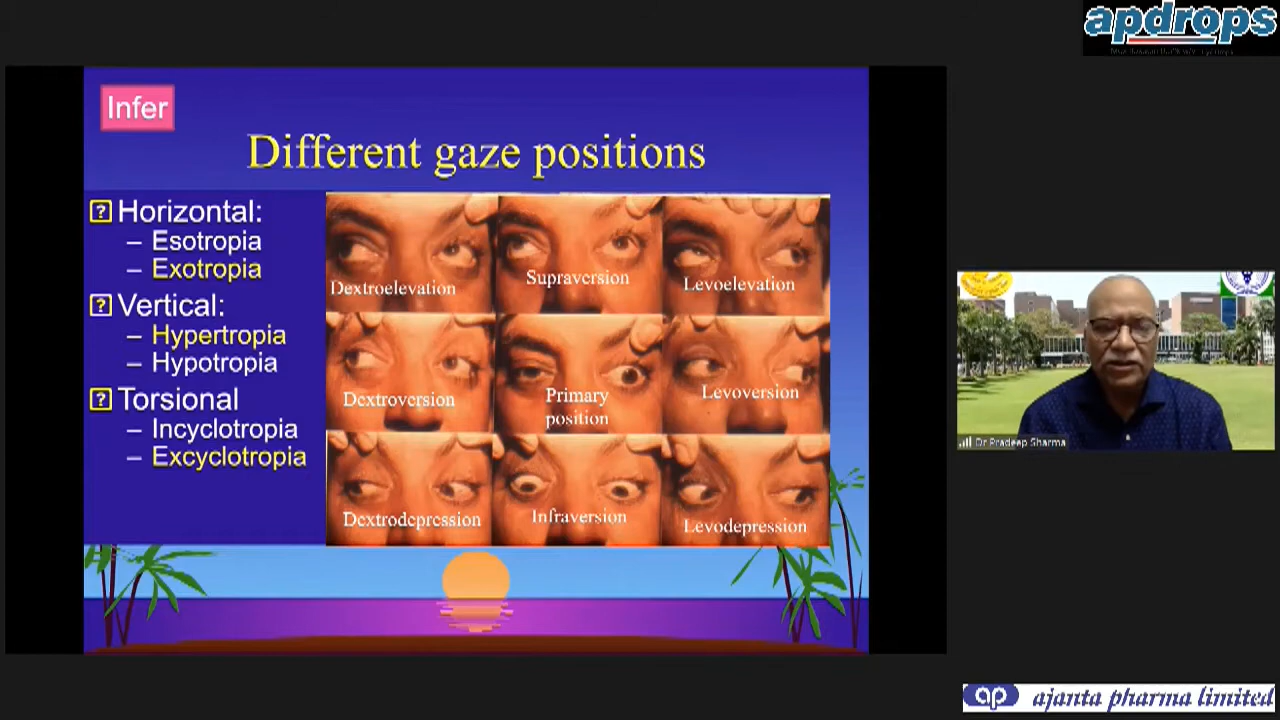 apdrops
Infer
Different gaze positions
? Horizontal:
– Esotropia
– Exotropia
? Vertical:
– Hypertropia
– Hypotropia
? Torsional
– Incyclotropia
– Excyclotropia
Dextroelevation
Supraversion
Levoelevation
Dextroversion
Primary
position
Levoversion
Dextrodepression
Infraversion
Levodepression
Dr Pradeep Sharma
ap ajanta pharma limited